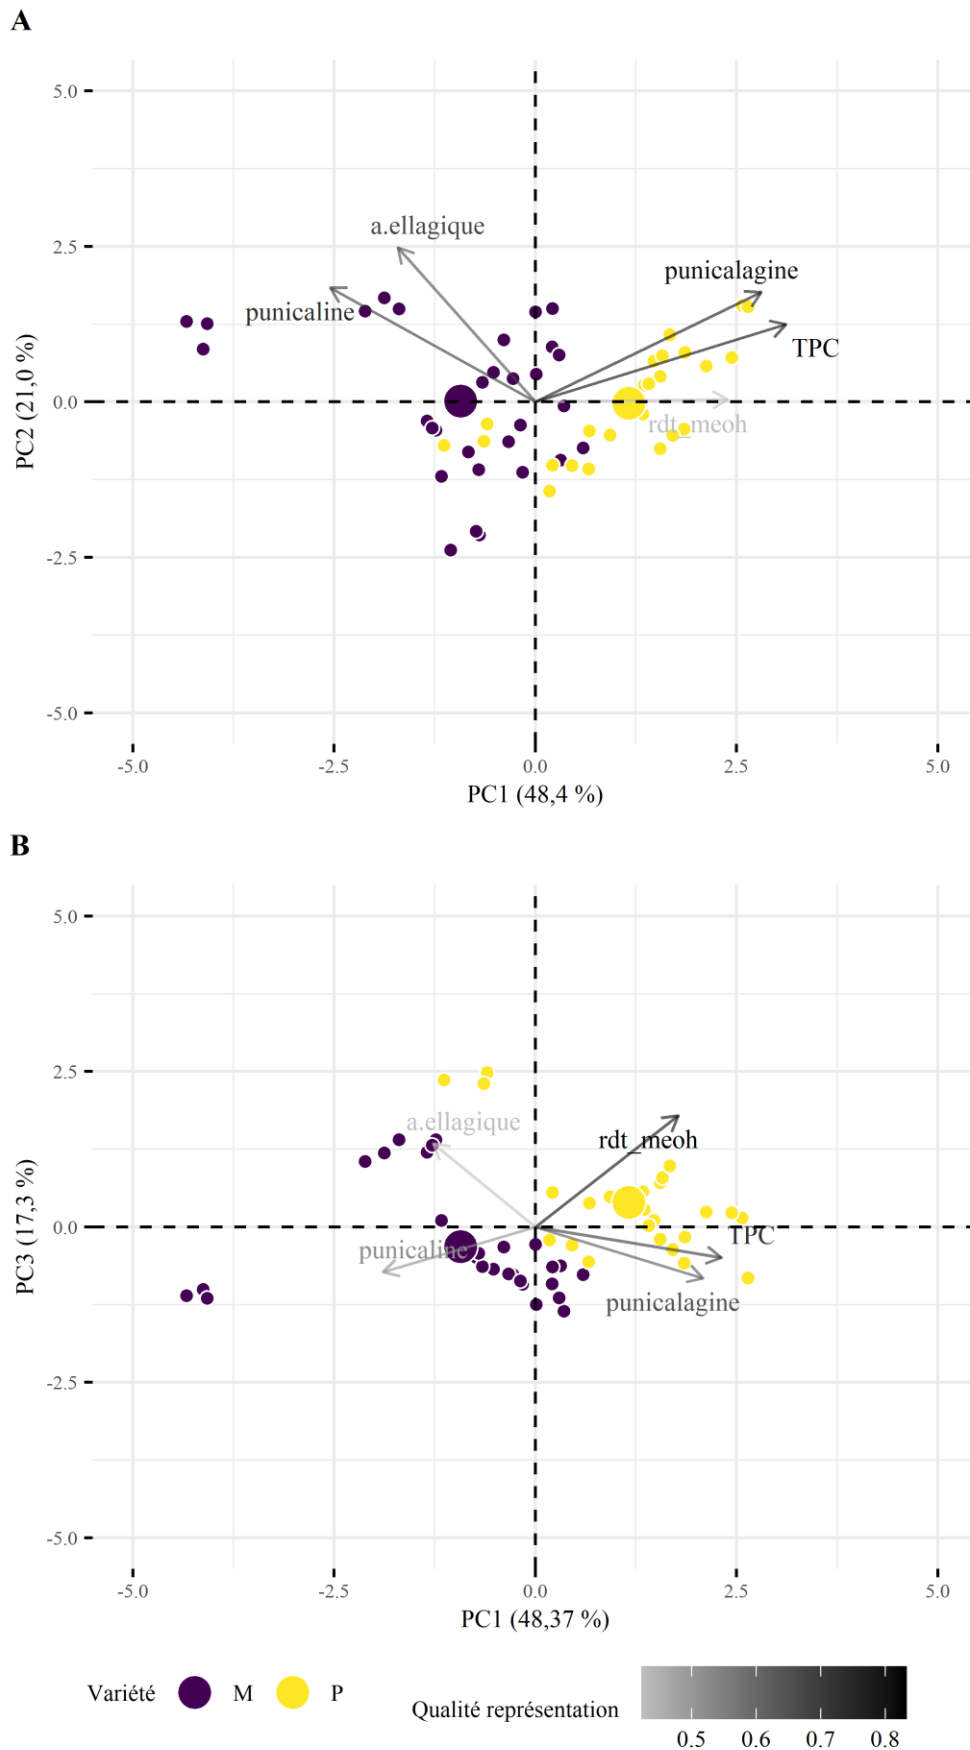 A
5.0
a.ellagique
2.5
punicalagine
punicaline
TPC
0.0
rdt_meoh
PC2 (21,0 %)
-2.5
-5.0
-5.0 -2.5 0.0 2.5 5.0
PC1 (48,4 %)
B
5.0
2.5
a.ellagique
rdt_meoh
0.0
TPC
punicaline
PC3 (17,3 %)
punicalagine
-2.5
-5.0
-5.0 -2.5 0.0 2.5 5.0
PC1 (48,37 %)
Variété M P
Qualité représentation
0.5 0.6 0.7 0.8